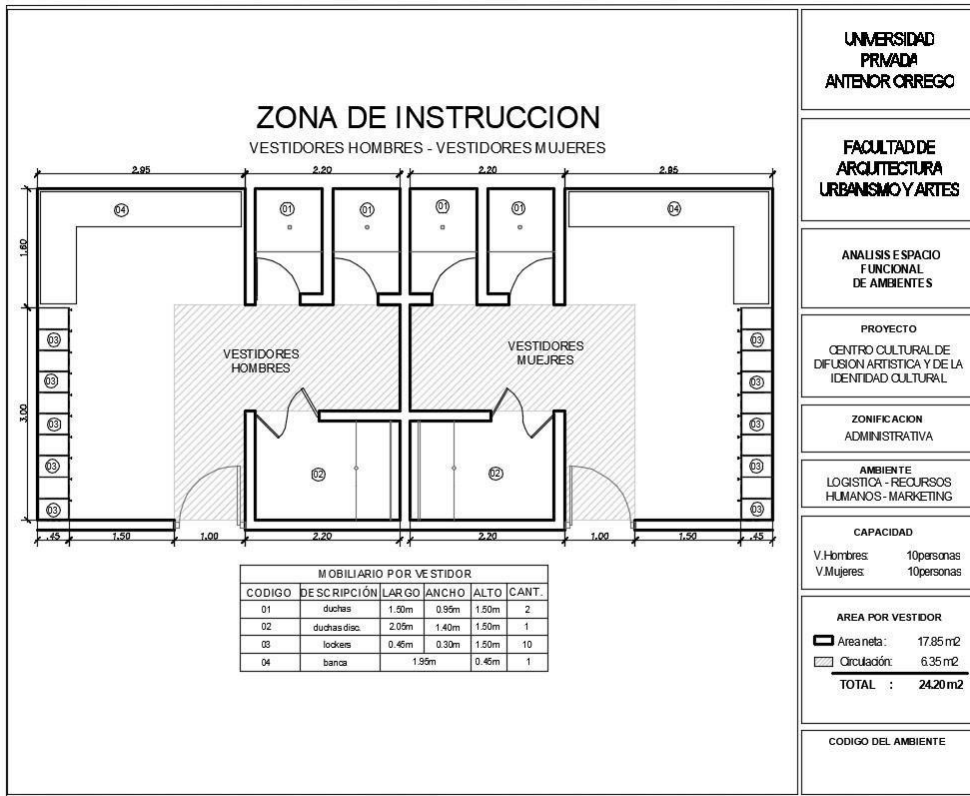 ZONA DE INSTRUCCION
VESTIDORES HOMBRES - VESTIDORES MUJERES
2.95 2.20 2.20 2.95
04 01 01 01 01 04
1.60
VESTIDORES
HOMBRES
VESTIDORES
MUEJRES
03 03
03 03
3.00
03 03
03 02 02 03
03 03
.45 1.50 1.00 2.20 2.20 1.00 1.50 .45
MOBILIARIO POR VESTIDOR
CODIGO DESCRIPCIÓN LARGO ANCHO ALTO CANT.
01 duchas 1.50m 0.95m 1.50m 2
02 duchas disc. 2.05m 1.40m 1.50m 1
03 lockers 0.45m 0.30m 1.50m 10
04 banca 1.95m 0.45m 1
UNIVERSIDAD
PRIVADA
ANTENOR ORREGO
FACULTAD DE
ARQUITECTURA
URBANISMO Y ARTES
ANALISIS ESPACIO
FUNCIONAL
DE AMBIENTES
PROYECTO
CENTRO CULTURAL DE
DIFUSION ARTISTICA Y DE LA
IDENTIDAD CULTURAL
ZONIFICACION
ADMINISTRATIVA
AMBIENTE
LOGISTICA - RECURSOS
HUMANOS - MARKETING
CAPACIDAD
V.Hombres: 10personas
V.Mujeres: 10personas
AREA POR VESTIDOR
Area neta: 17.85 m2
Circulación: 6.35 m2
TOTAL : 24.20 m2
CODIGO DEL AMBIENTE